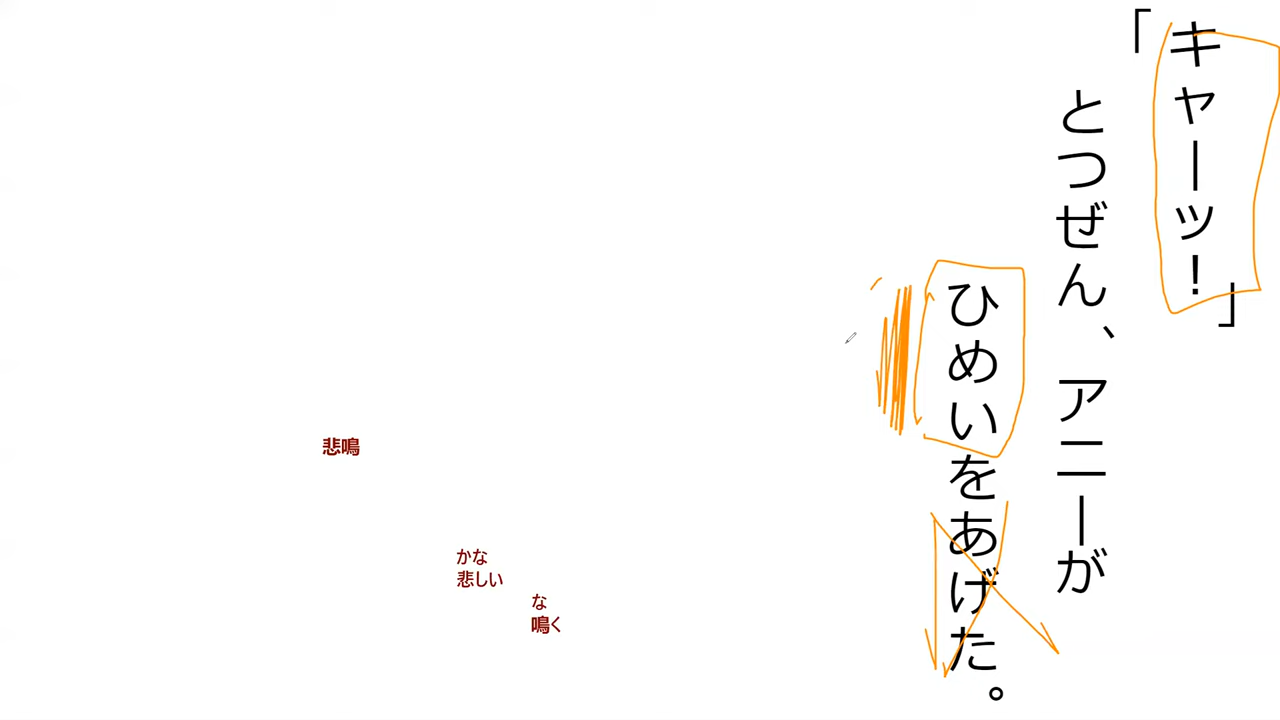 「キャーッ！」
とつぜん、アニーが
ひめいをあげた。
悲鳴
かな
悲しい
な
鳴く